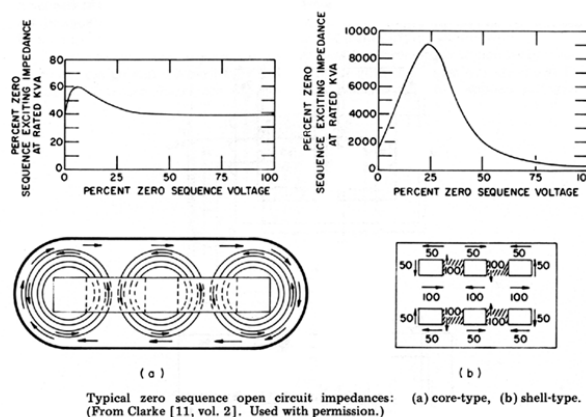 PERCENT ZERO
SEQUENCE EXCITING IMPEDANCE
AT RATED KVA
80
60
40
20
0
0
25
50
75
100
PERCENT ZERO SEQUENCE VOLTAGE
PERCENT ZERO
SEQUENCE EXCITING IMPEDANCE
AT RATED KVA
10000
8000
6000
4000
2000
0
0
25
50
75
100
PERCENT ZERO SEQUENCE VOLTAGE
50 50 50
50 100 100 50
100 100 100
50 100 100 50
50 50 50
(a)
(b)
Typical zero sequence open circuit impedances: (a) core-type, (b) shell-type.
(From Clarke [11, vol. 2]. Used with permission.)